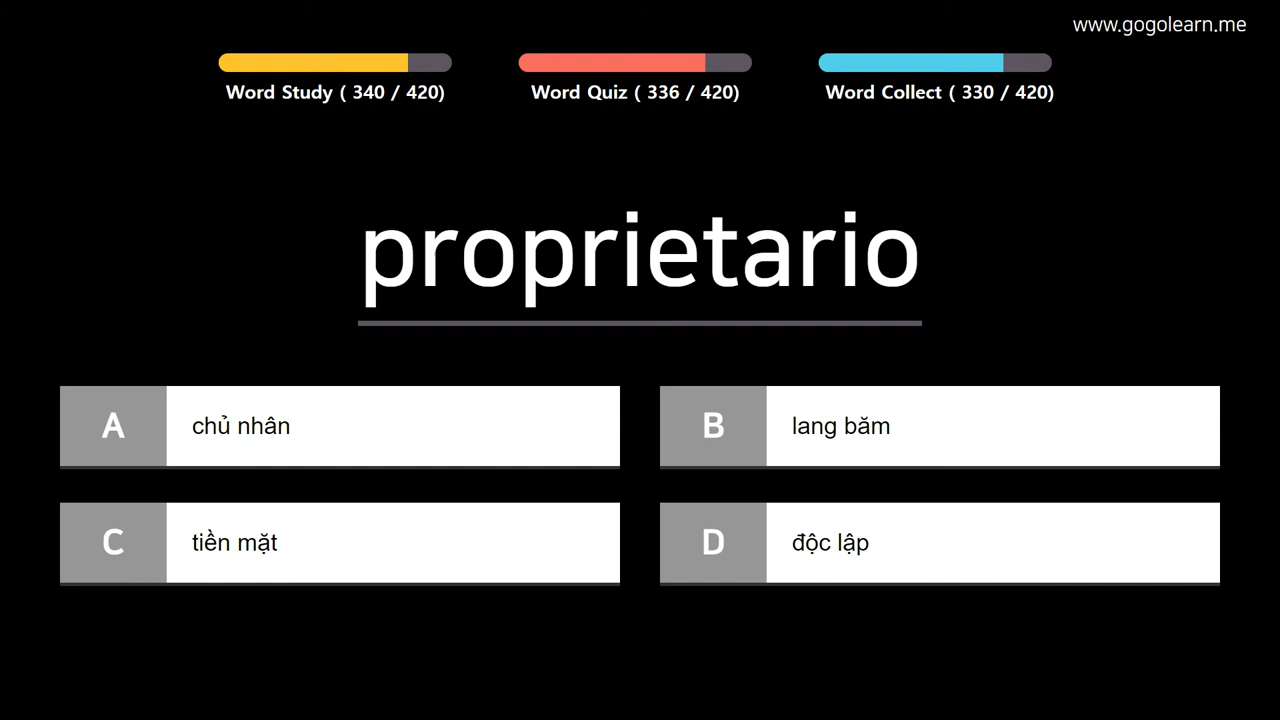 www.gogolearn.me
Word Study ( 340 / 420)
Word Quiz ( 336 / 420)
Word Collect ( 330 / 420)
proprietario
A chủ nhân
B lang băm
C tiền mặt
D độc lập